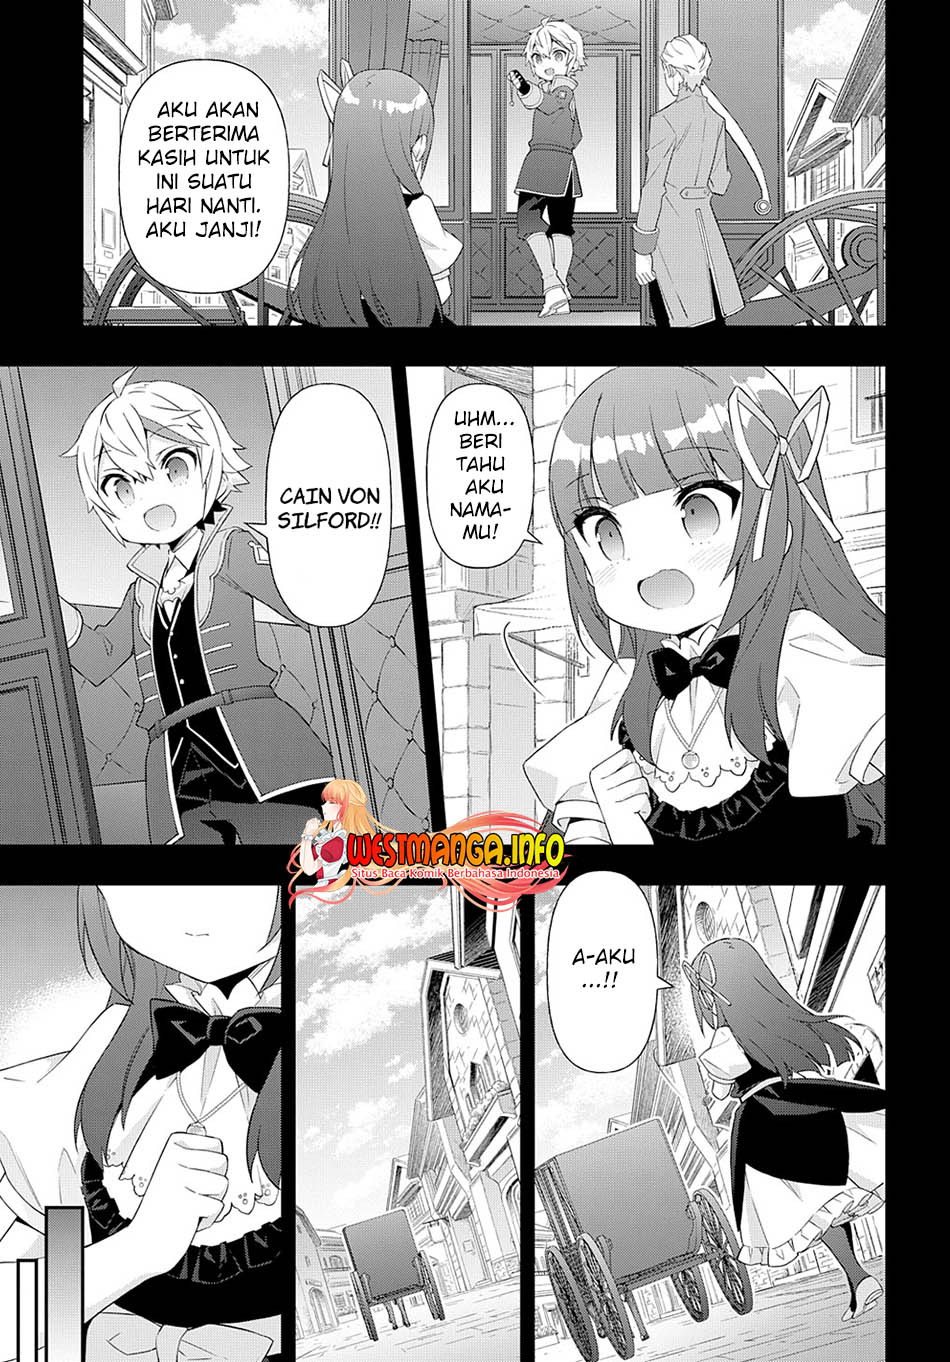 AKU AKAN
BERTERIMA
KASIH UNTUK
INI SUATU
HARI NANTI.
AKU JANJI!
UHM...
BERI
TAHU
AKU
NAMA-
MU!
CAIN VON
SILFORD!!
WESTMANGA.INFO
Situs Baca Komik Berbahasa Indonesia
A-AKU
...!!